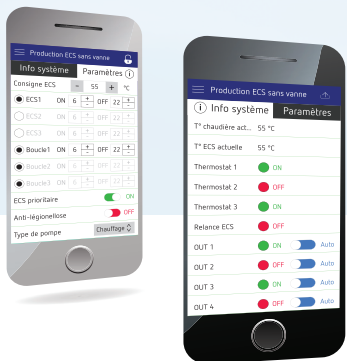 Production ECS sans vanne
Info système Paramètres i
Consigne ECS - 55 + °C
ECS1 ON 6 + - OFF 22 + -
ECS2 ON 6 + - OFF 22 + -
ECS3 ON 6 + - OFF 22 + -
Boucle1 ON 6 + - OFF 22 + -
Boucle2 ON 6 + - OFF 22 + -
Boucle3 ON 6 + - OFF 22 + -
ECS prioritaire ON
Anti-légionellose OFF
Type de pompe Chauffage
Production ECS sans vanne
i Info système Paramètres
T° chaudière act... 55 °C
T° ECS actuelle 55 °C
Thermostat 1 ON
Thermostat 2 OFF
Thermostat 3 ON
Relance ECS OFF
OUT 1 ON Auto
OUT 2 OFF Auto
OUT 3 ON Auto
OUT 4 OFF Auto